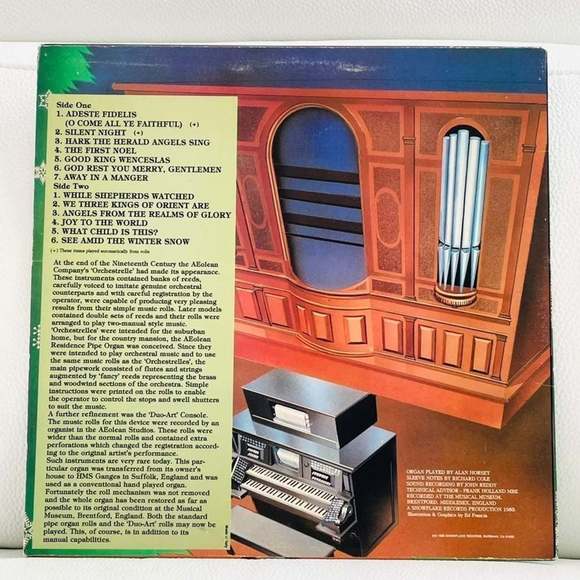 Side One
1. ADESTE FIDELIS
(O COME ALL YE FAITHFUL) (+)
2. SILENT NIGHT (+)
3. HARK THE HERALD ANGELS SING
4. THE FIRST NOEL
5. GOOD KING WENCESLAS
6. GOD REST YOU MERRY, GENTLEMEN
7. AWAY IN A MANGER
Side Two
1. WHILE SHEPHERDS WATCHED
2. WE THREE KINGS OF ORIENT ARE
3. ANGELS FROM THE REALMS OF GLORY
4. JOY TO THE WORLD
5. WHAT CHILD IS THIS?
6. SEE AMID THE WINTER SNOW
(+) These items played automatically from rolls
At the end of the Nineteenth Century the AEolean
Company's 'Orchestrelle' had made its appearance.
These instruments contained banks of reeds,
carefully voiced to imitate genuine orchestral
counterparts and with careful registration by the
operator, were capable of producing very pleasing
results from their simple music rolls. Later models
contained double sets of reeds and their rolls were
arranged to play two-manual style music.
'Orchestrelles' were intended for the suburban
home, but for the country mansion, the AEolean
Residence Pipe Organ was conceived. Since they
were intended to play orchestral music and to use
the same music rolls as the 'Orchestrelles', the
main pipework consisted of flutes and strings
augmented by 'fancy' reeds representing the brass
and woodwind sections of the orchestra. Simple
instructions were printed on the rolls to enable
the operator to control the stops and swell shutters
to suit the music.
A further refinement was the 'Duo-Art' Console.
The music rolls for this device were recorded by an
organist in the AEolean Studios. These rolls were
wider than the normal rolls and contained extra
perforations which changed the registration according
to the original artist's performance.
Such instruments are very rare today. This par-
ticular organ was transferred from its owner's
house to HMS Ganges in Suffolk, England and was
used as a conventional hand played organ.
Fortunately the roll mechanism was not removed
and the whole organ has been restored as far as
possible to its original condition at the Musical
Museum, Brentford, England. Both the standard
pipe organ rolls and the 'Duo-Art' rolls may now be
played. This, of course, is in addition to its
manual capabilities.
ORGAN PLAYED BY ALAN HORSEY
SLEEVE NOTES BY RICHARD COLE
SOUND RECORDING BY JOHN REDDY
TECHNICAL ADVISOR - FRANK HOLLAND MBE
RECORDED AT THE MUSICAL MUSEUM,
BRENTFORD, MIDDLESEX, ENGLAND
A SHOWFLAKE RECORDS PRODUCTION 1983.
Illustration & Graphics by Ed Francis